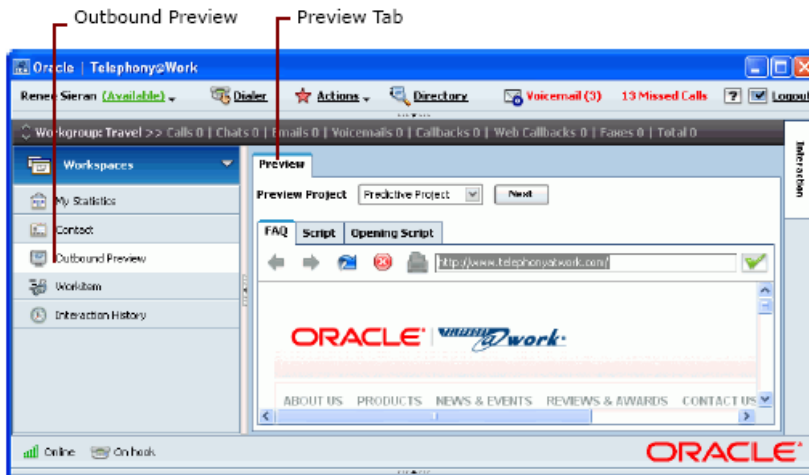 Outbound Preview
Preview Tab
Oracle | Telephony@Work
Renee Sieran (Available) Dialer Actions Directory Voicemail (3) 13 Missed Calls ? Logout
Workgroup: Travel >> Calls 0 | Chats 0 | Emails 0 | Voicemails 0 | Callbacks 0 | Web Callbacks 0 | Faxes 0 | Total 0
Interaction
Workspaces
Preview
My Statistics
Preview Project Predictive Project Next
Contact
FAQ Script Opening Script
Outbound Preview
http://www.telephonyatwork.com/
Workitem
Interaction History
ORACLE @work
ABOUT US PRODUCTS NEWS & EVENTS REVIEWS & AWARDS CONTACT US
Online On hook
ORACLE